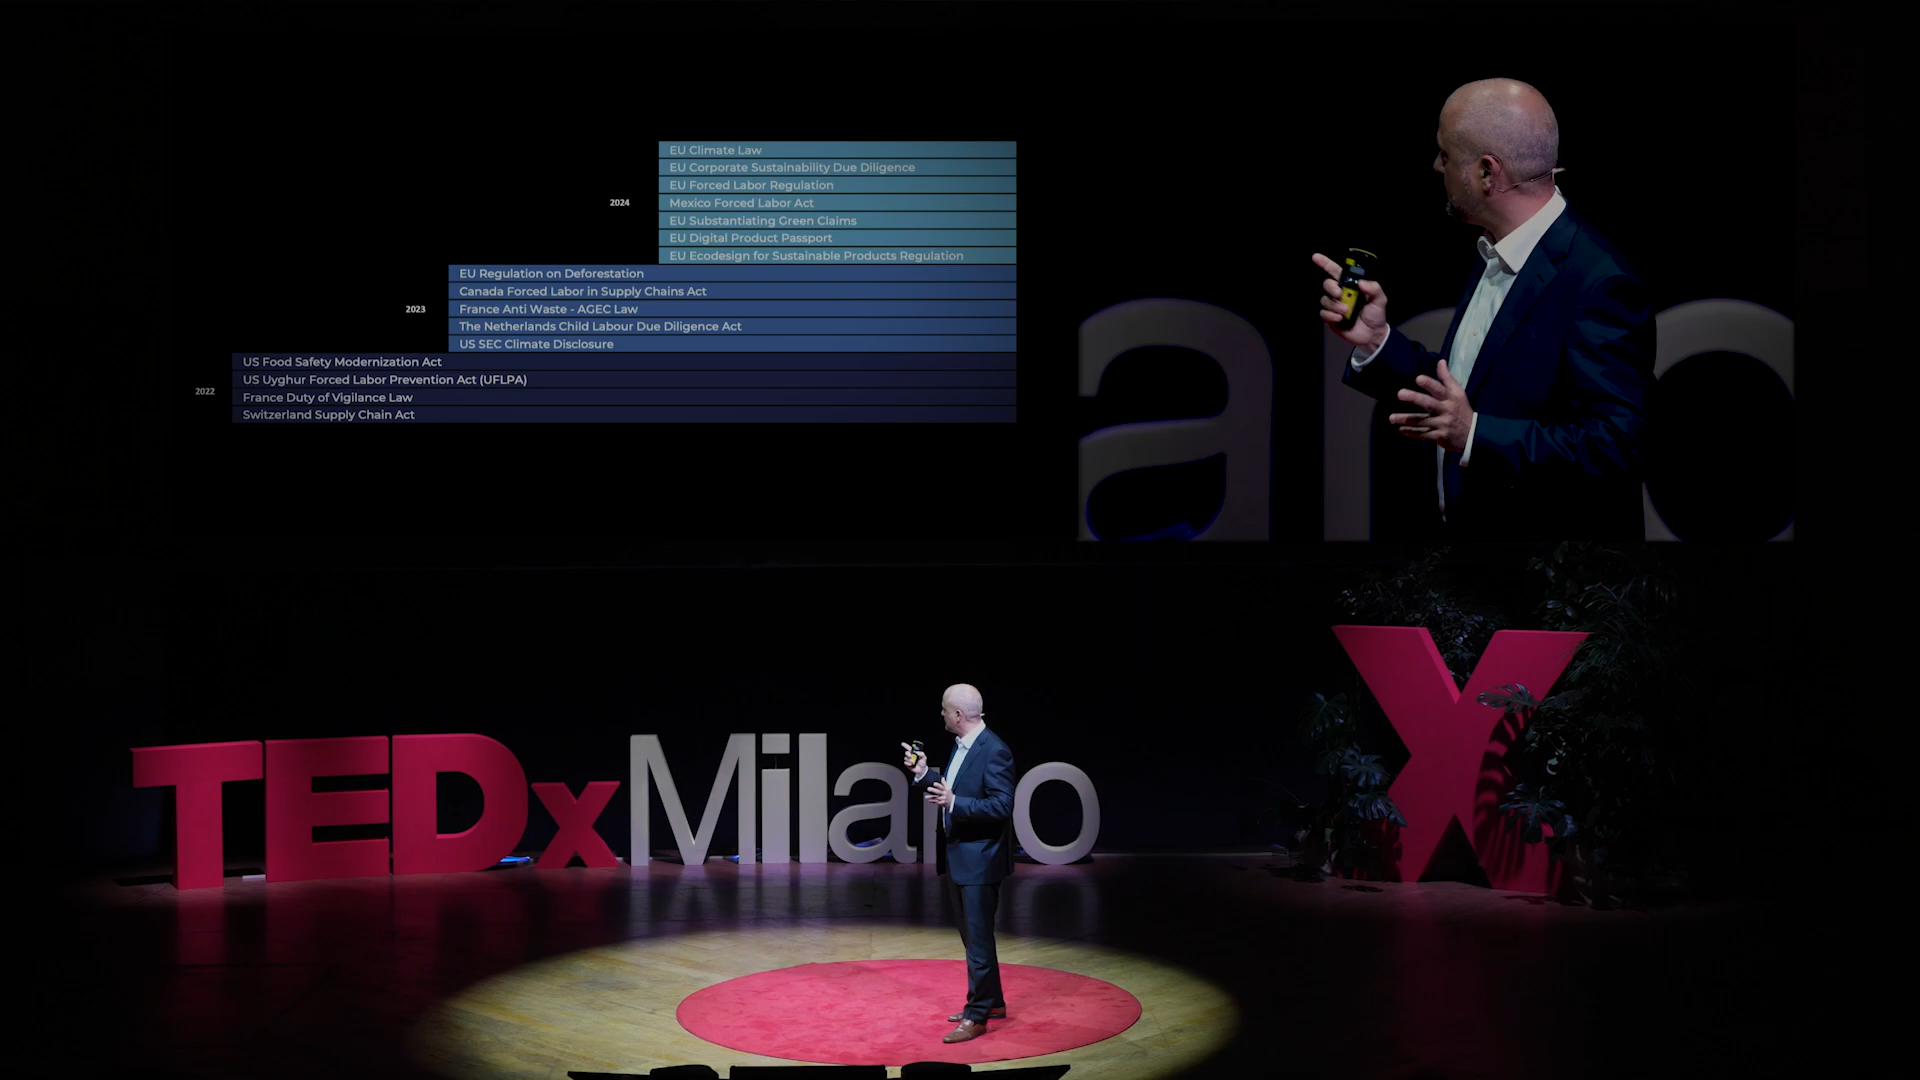 EU Climate Law
EU Corporate Sustainability Due Diligence
EU Forced Labor Regulation
2024
Mexico Forced Labor Act
EU Substantiating Green Claims
EU Digital Product Passport
EU Ecodesign for Sustainable Products Regulation
EU Regulation on Deforestation
Canada Forced Labor in Supply Chains Act
2023
France Anti Waste - AGEC Law
The Netherlands Child Labour Due Diligence Act
US SEC Climate Disclosure
US Food Safety Modernization Act
US Uyghur Forced Labor Prevention Act (UFLPA)
2022
France Duty of Vigilance Law
Switzerland Supply Chain Act
ano
TEDxMilano
X